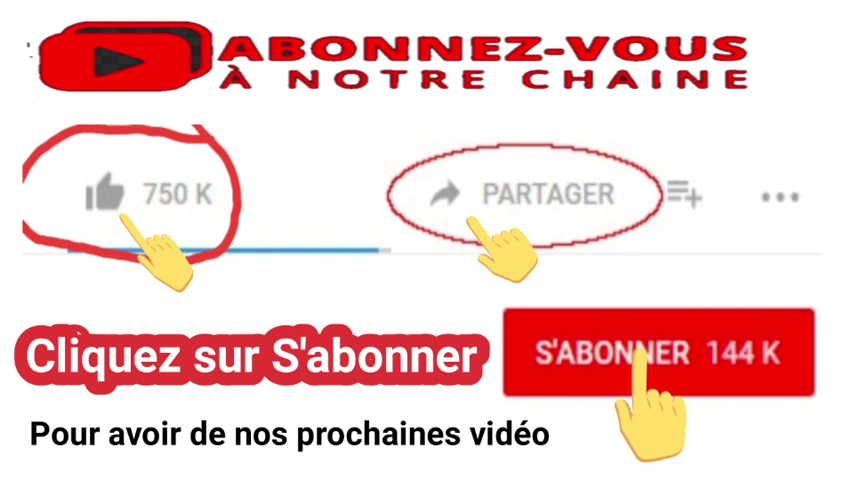 ABONNEZ-VOUS
À NOTRE CHAINE
750 K
PARTAGER
Cliquez sur S'abonner
S'ABONNER 144 K
Pour avoir de nos prochaines vidéo